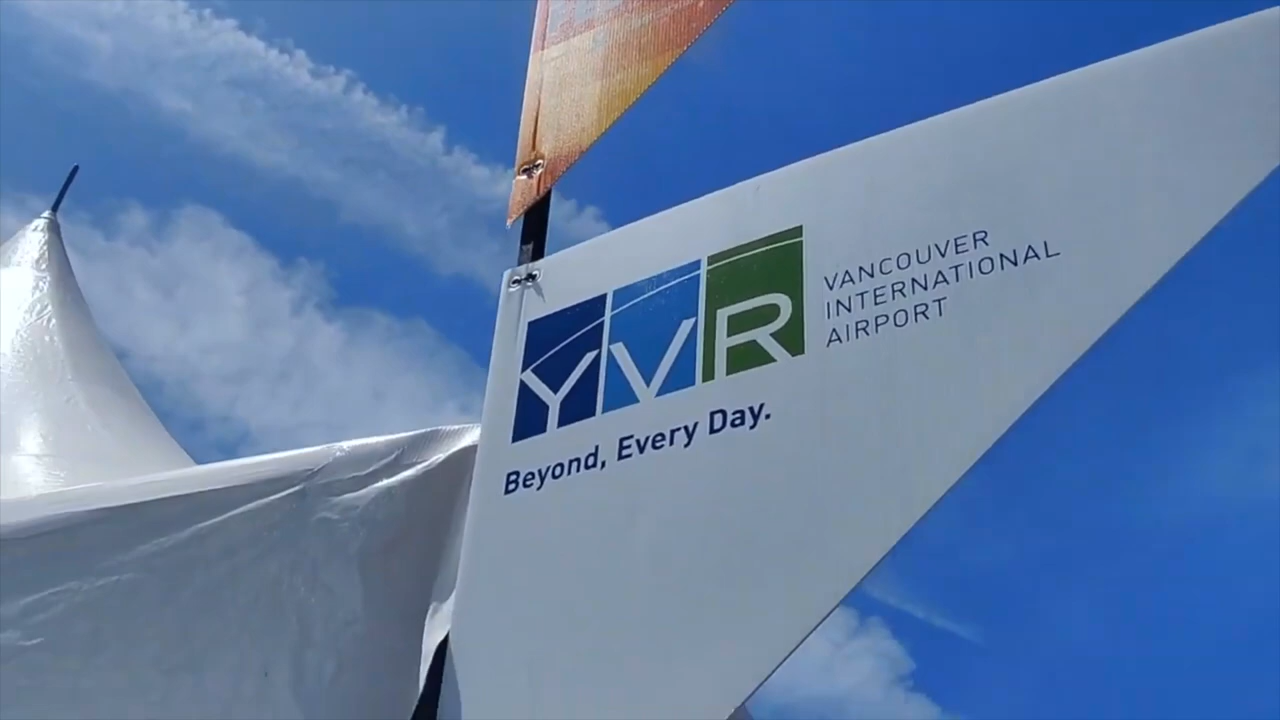 YVR
VANCOUVER
INTERNATIONAL
AIRPORT
Beyond, Every Day.